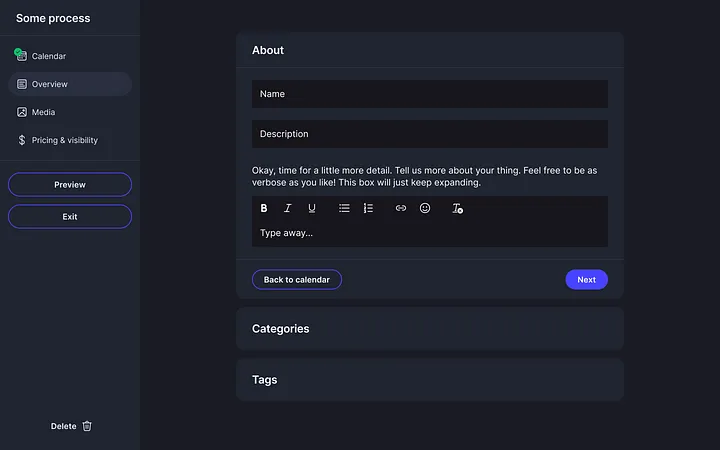 Some process
Calendar
Overview
Media
Pricing & visibility
Preview
Exit
Delete
About
Name
Description
Okay, time for a little more detail. Tell us more about your thing. Feel free to be as
verbose as you like! This box will just keep expanding.
B I U
Type away...
Back to calendar
Next
Categories
Tags